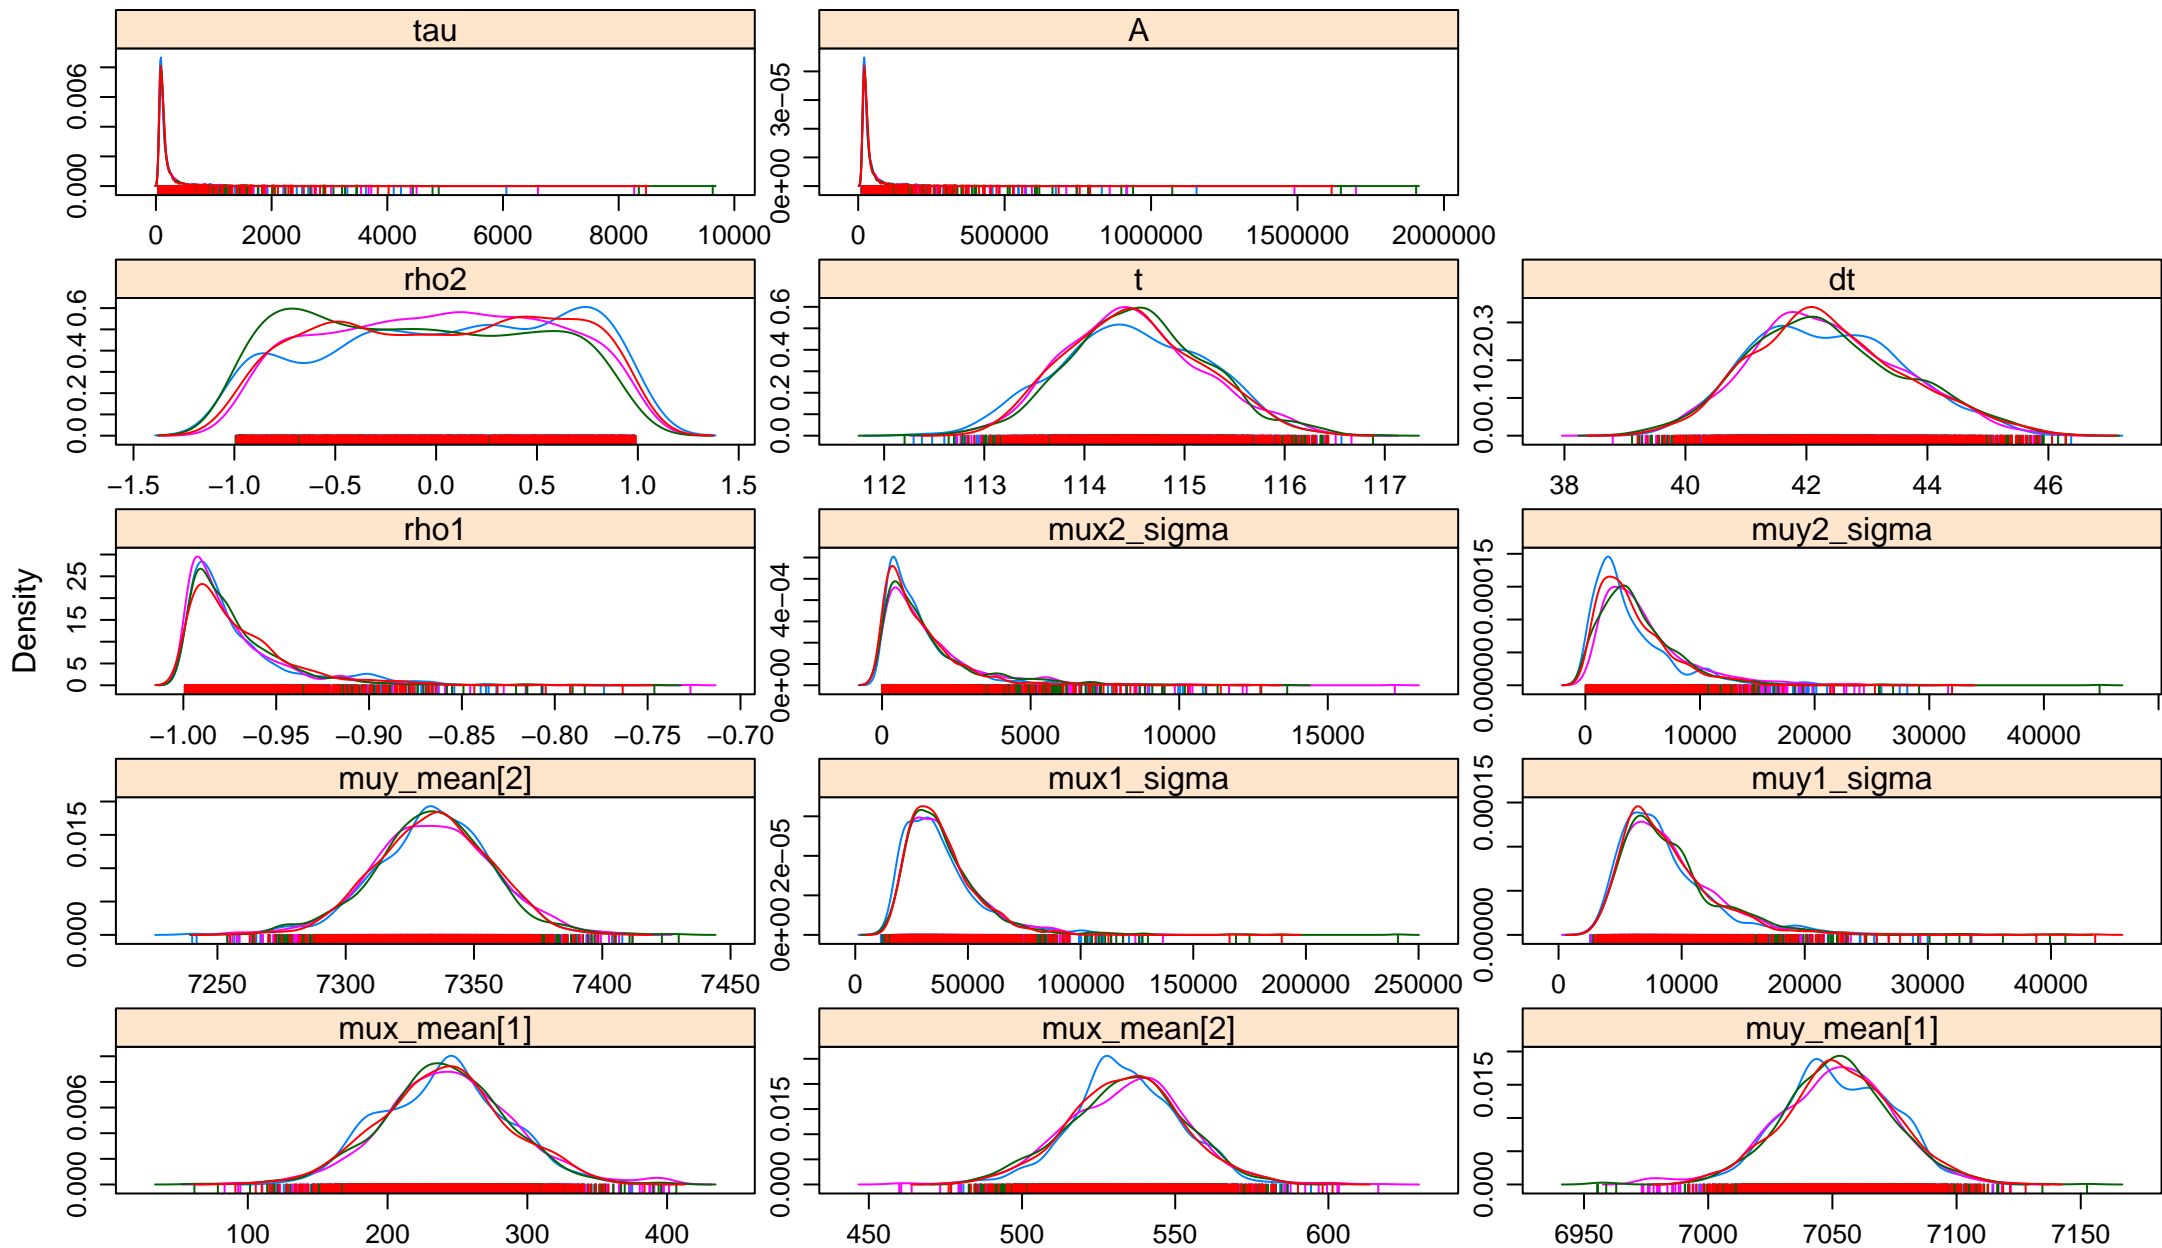 tau A
0.000 0.006
0e+00 3e−05
0 2000 4000 6000 8000 10000
0 500000 1000000 1500000 2000000
rho2 t dt
0.0 0.2 0.4 0.6
0.0 0.2 0.4 0.6
0.0 0.1 0.2 0.3
−1.5 −1.0 −0.5 0.0 0.5 1.0 1.5
112 113 114 115 116 117
38 40 42 44 46
Density
rho1 mux2_sigma muy2_sigma
0 5 15 25
0e+00 4e−04
0.00000 0.00015
−1.00 −0.95 −0.90 −0.85 −0.80 −0.75 −0.70
0 5000 10000 15000
0 10000 20000 30000 40000
muy_mean[2] mux1_sigma muy1_sigma
0.000 0.015
0e+00 2e−05
0.00000 0.00015
7250 7300 7350 7400 7450
0 50000 100000 150000 200000 250000
0 10000 20000 30000 40000
mux_mean[1] mux_mean[2] muy_mean[1]
0.000 0.006
0.000 0.015
0.000 0.015
100 200 300 400
450 500 550 600
6950 7000 7050 7100 7150